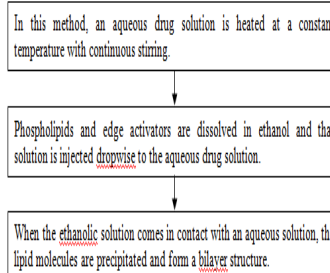 In this method, an aqueous drug solution is heated at a constan
temperature with continuous stirring.
Phospholipids and edge activators are dissolved in ethanol and tha
solution is injected dropwise to the aqueous drug solution.
When the ethanolic solution comes in contact with an aqueous solution, th
lipid molecules are precipitated and form a bilayer structure.